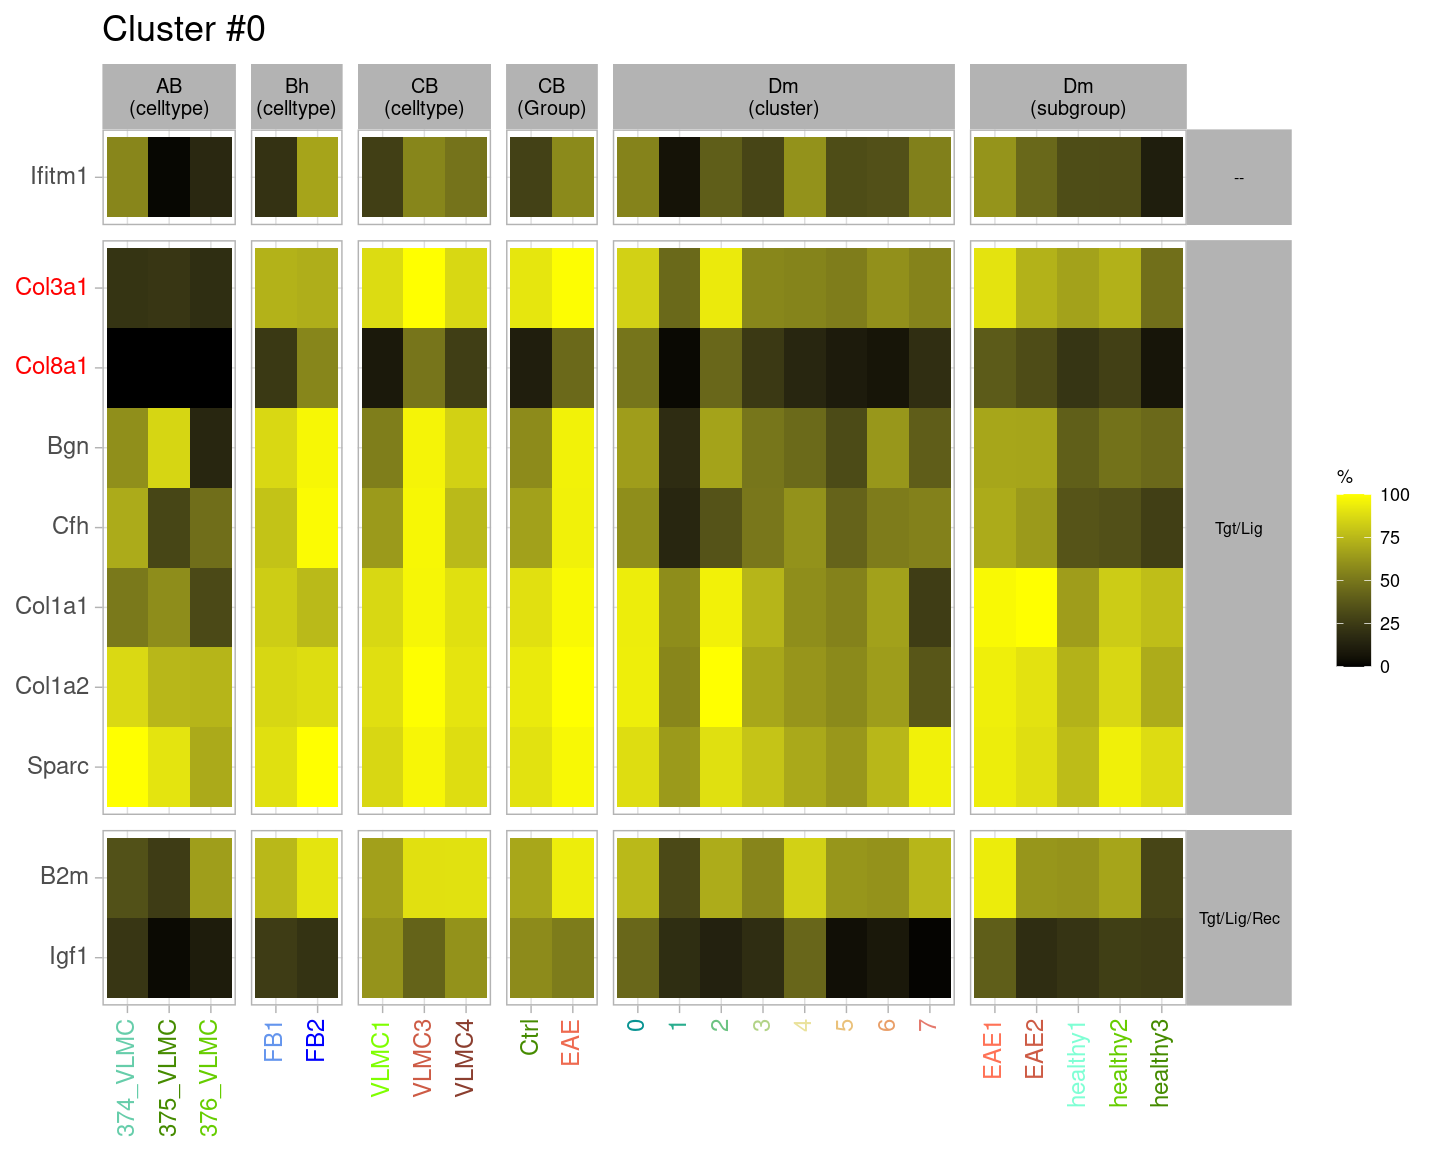 Cluster #0
AB
(celltype)
Bh
(celltype)
CB
(celltype)
CB
(Group)
Dm
(cluster)
Dm
(subgroup)
Ifitm1
--
Col3a1
Col8a1
Bgn
Cfh
Col1a1
Col1a2
Sparc
Tgt/Lig
B2m
Igf1
Tgt/Lig/Rec
374_VLMC
375_VLMC
376_VLMC
FB1
FB2
VLMC1
VLMC3
VLMC4
Ctrl
EAE
0
1
2
3
4
5
6
7
EAE1
EAE2
healthy1
healthy2
healthy3
%
100
75
50
25
0